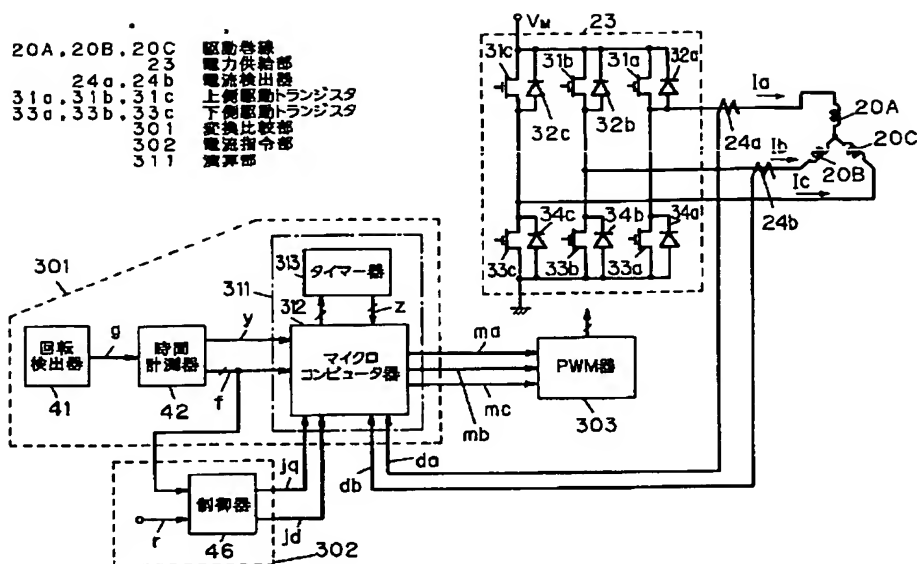 20A,20B,20C 駆動巻線
23 電力供給部
24a,24b 電流検出器
31a,31b,31c 上側駆動トランジスタ
33a,33b,33c 下側駆動トランジスタ
301 変換比較部
302 電流指令部
311 演算部
VM
23
31c
31b
31a
32a
32c
32b
Ia
20A
24a
20C
Ib
20B
Ic
24b
34c
34b
34a
33c
33b
33a
301
313
タイマー器
311
312
z
回転
検出器
g
時間
計測器
y
f
マイクロ
コンピュータ器
ma
mb
mc
PWM器
41
42
303
jq
db
da
制御器
r
jd
46
302